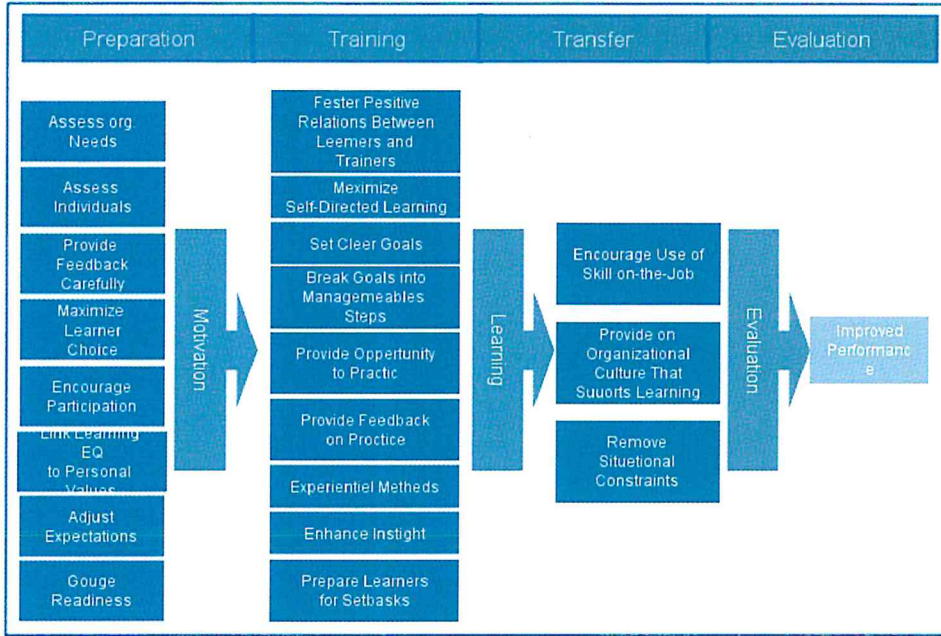 Preparation
Training
Transfer
Evaluation
Assess org.
Needs
Assess
Individuals
Provide
Feedback
Carefully
Maximize
Learner
Choice
Encourage
Participation
Link Learning
EQ
to Personal
Values
Adjust
Expectations
Gouge
Readiness
Motivation
Fester Pesitive
Relations Between
Leemers and
Trainers
Meximize
Self-Directed Learning
Set Cleer Goals
Break Goals into
Managemeables
Steps
Provide Oppertunity
to Practic
Provide Feedback
on Proctice
Experientiel Metheds
Enhance Instight
Prepare Learners
for Setbasks
Learning
Encourage Use of
Skill on-the-Job
Provide on
Organizational
Culture That
Suuorts Learning
Remove
Situetional
Constraints
Evaluation
Improved
Performanc
e